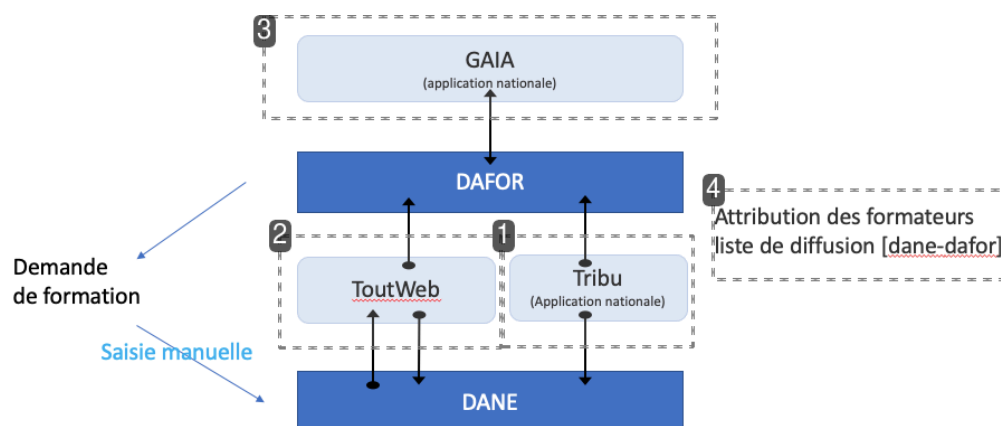 3
GAIA
(application nationale)
DAFOR
4
Attribution des formateurs
liste de diffusion [dane-dafor]
2
1
Demande
de formation
ToutWeb
Tribu
(Application nationale)
Saisie manuelle
DANE